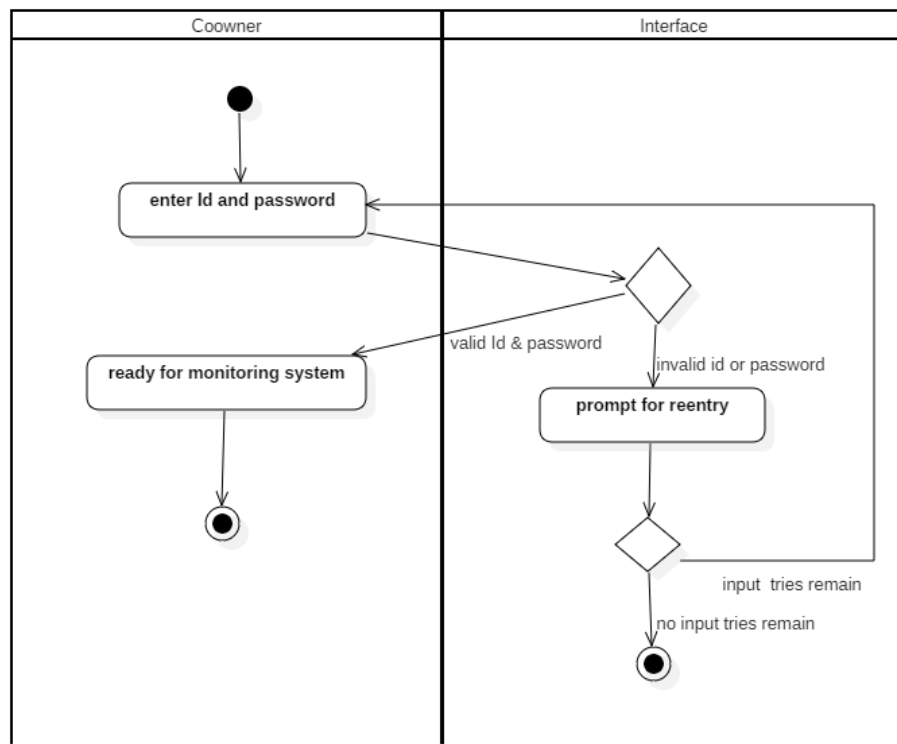 Coowner
Interface
enter Id and password
valid Id & password
ready for monitoring system
invalid id or password
prompt for reentry
input  tries remain
no input tries remain